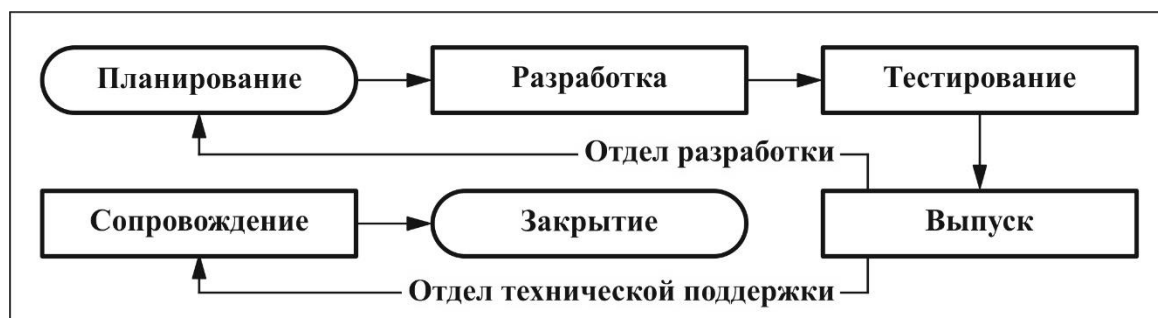 Планирование
Разработка
Тестирование
Отдел разработки
Сопровождение
Закрытие
Выпуск
Отдел технической поддержки